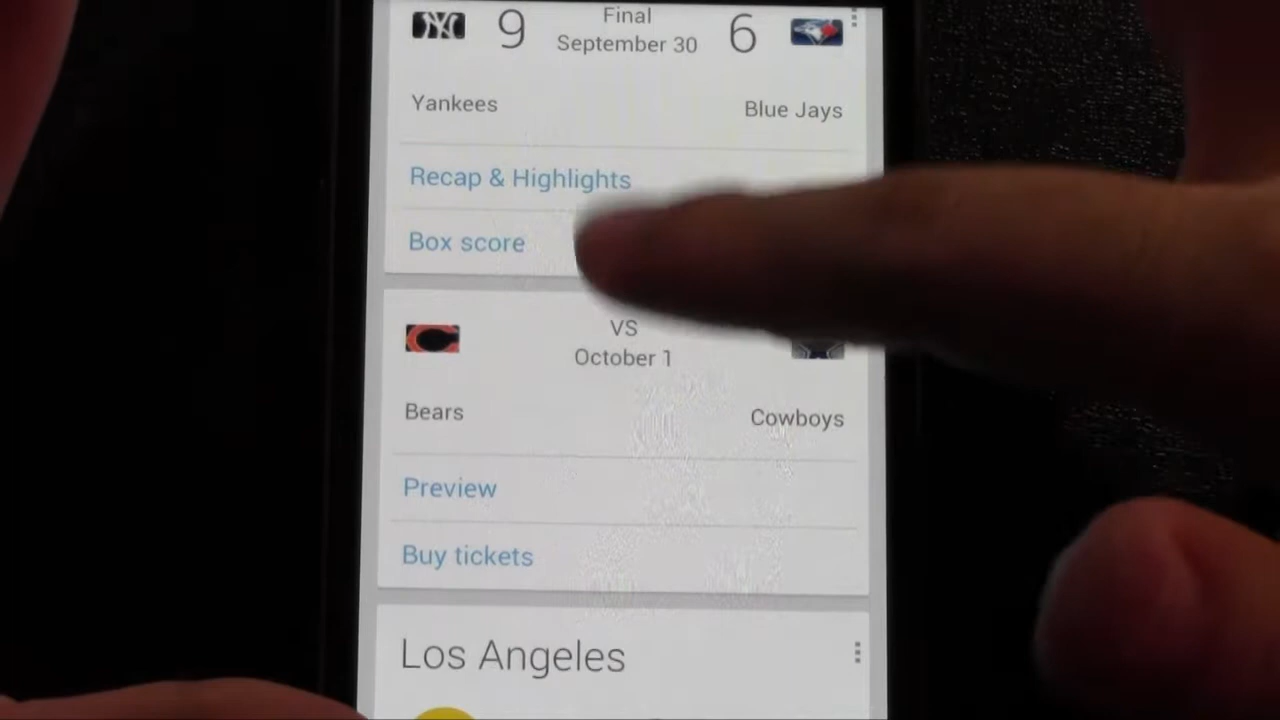 9 Final 6
September 30
Yankees Blue Jays
Recap & Highlights
Box score
VS
October 1
Bears Cowboys
Preview
Buy tickets
Los Angeles